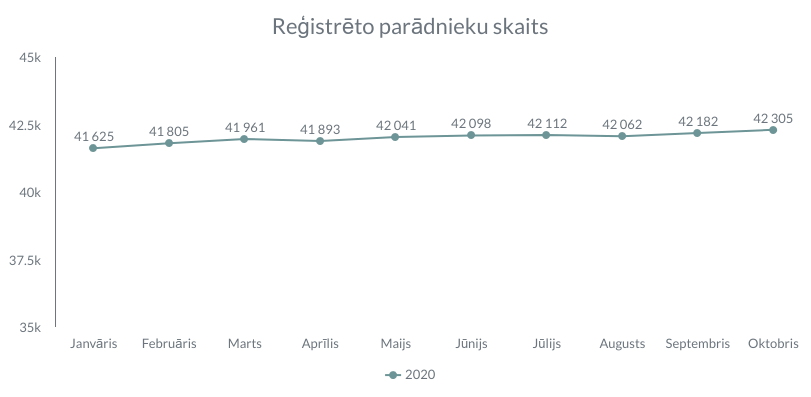 Reģistrēto parādnieku skaits
45k
42.5k
40k
37.5k
35k
41 625
41 805
41 961
41 893
42 041
42 098
42 112
42 062
42 182
42 305
Janvāris
Februāris
Marts
Aprīlis
Maijs
Jūnijs
Jūlijs
Augusts
Septembris
Oktobris
2020